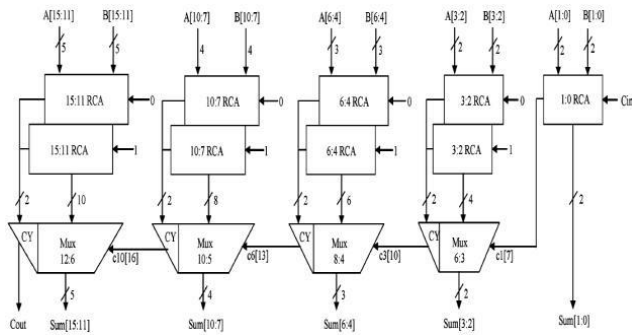 A[15:11] B[15:11] A[10:7] B[10:7] A[6:4] B[6:4] A[3:2] B[3:2] A[1:0] B[1:0]
5 5 4 4 3 3 2 2 2 2
15:11 RCA 0 10:7 RCA 0 6:4 RCA 0 3:2 RCA 0 1:0 RCA Cin
15:11 RCA 1 10:7 RCA 1 6:4 RCA 1 3:2 RCA 1
2 10 2 8 2 6 2 4 2
CY Mux CY Mux CY Mux CY Mux
12:6 10:5 8:4 6:3
c10[16] c6[13] c3[10] c1[7]
5 4 3 2
Cout Sum[15:11] Sum[10:7] Sum[6:4] Sum[3:2] Sum[1:0]